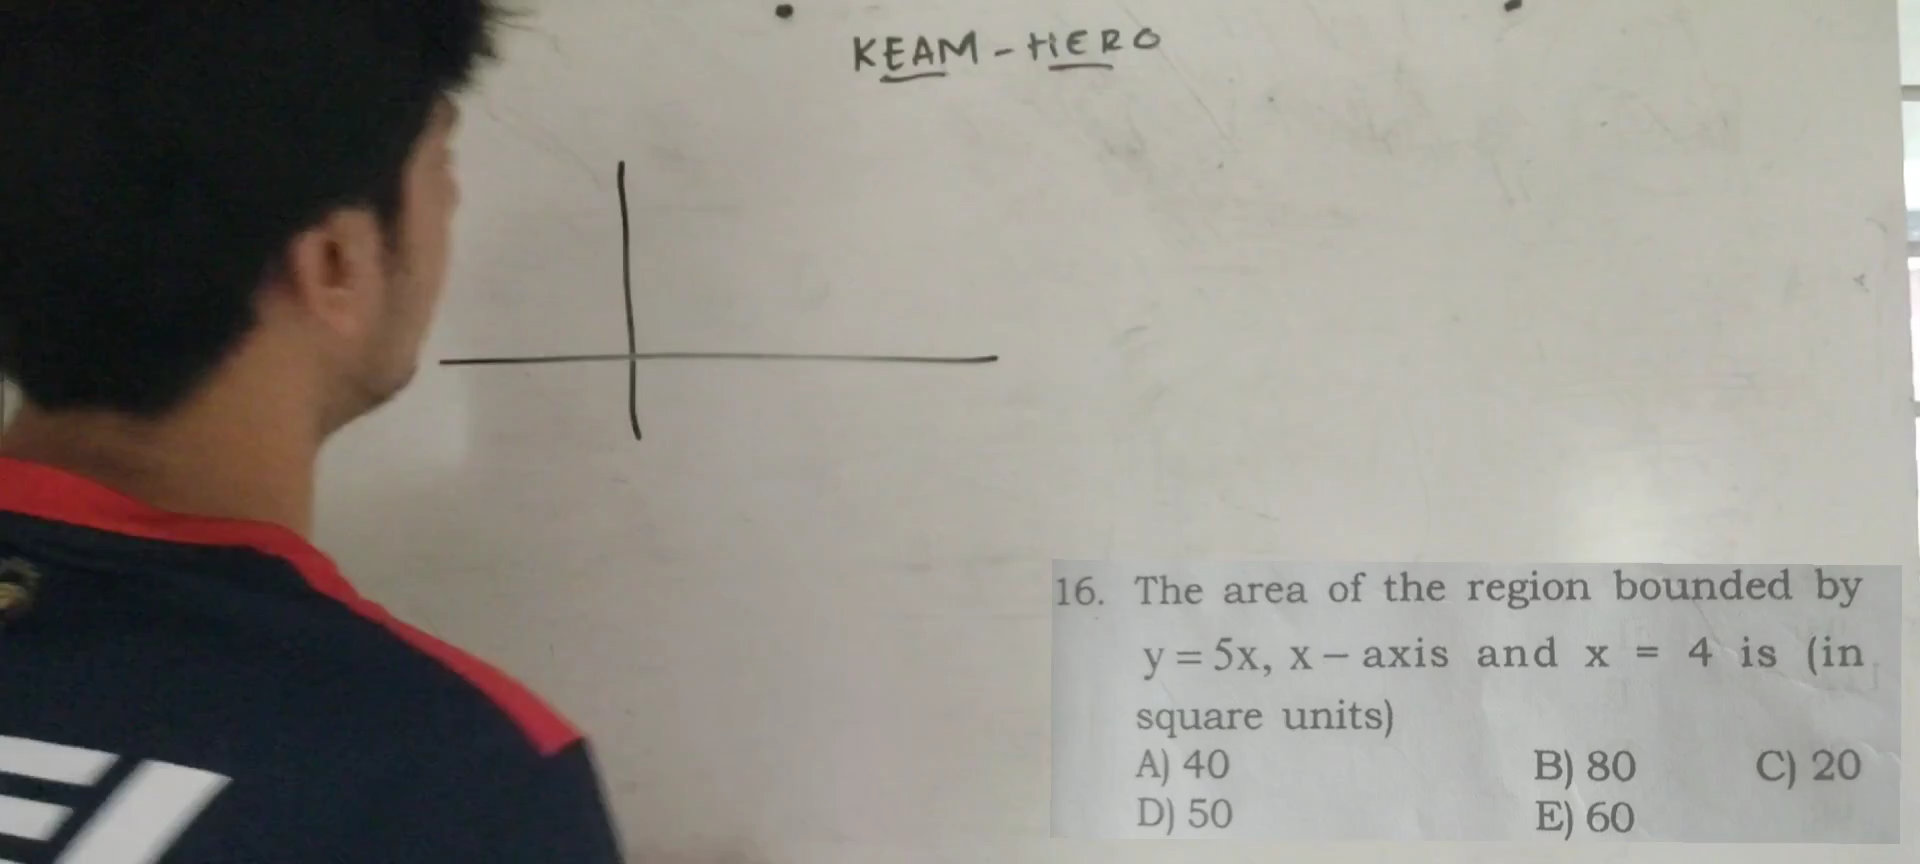 KEAM - HERO
16. The area of the region bounded by
y = 5x, x – axis and x = 4 is (in
square units)
A) 40 B) 80 C) 20
D) 50 E) 60